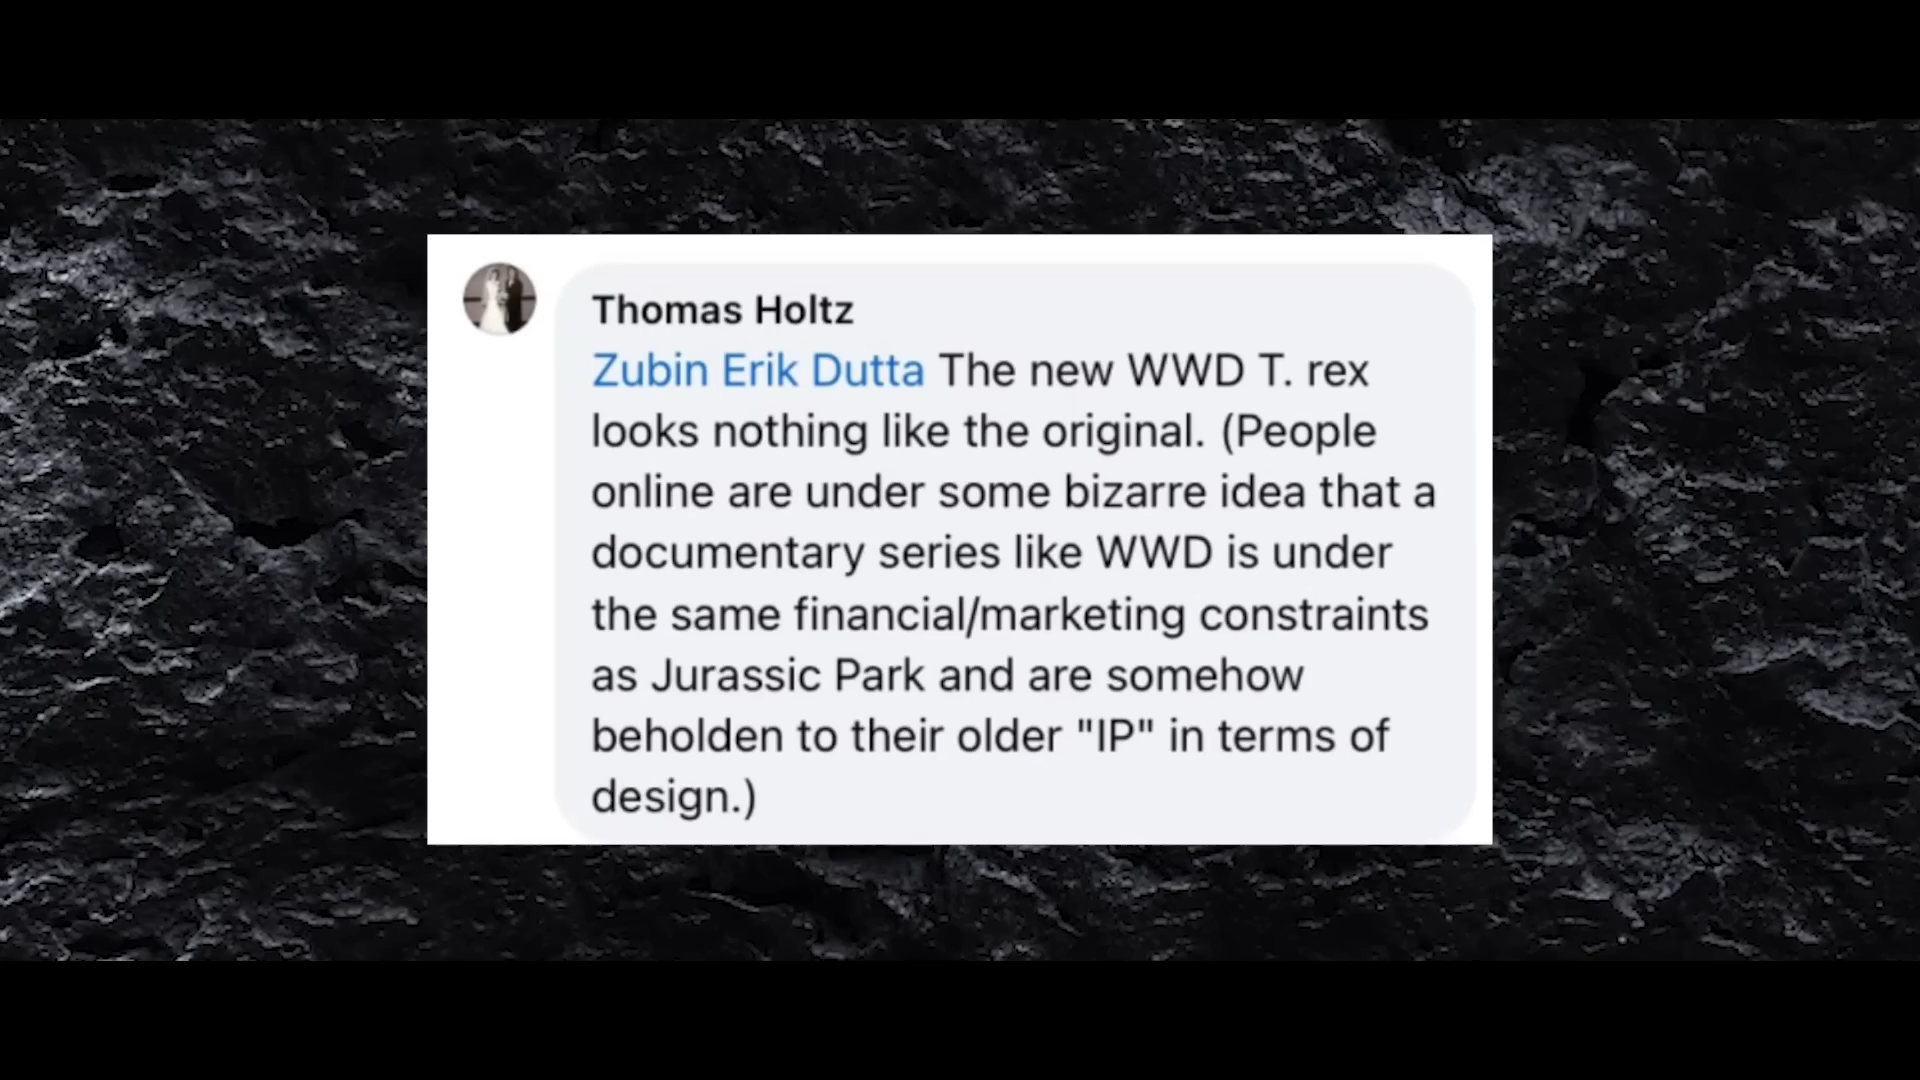 Thomas Holtz
Zubin Erik Dutta The new WWD T. rex
looks nothing like the original. (People
online are under some bizarre idea that a
documentary series like WWD is under
the same financial/marketing constraints
as Jurassic Park and are somehow
beholden to their older "IP" in terms of
design.)